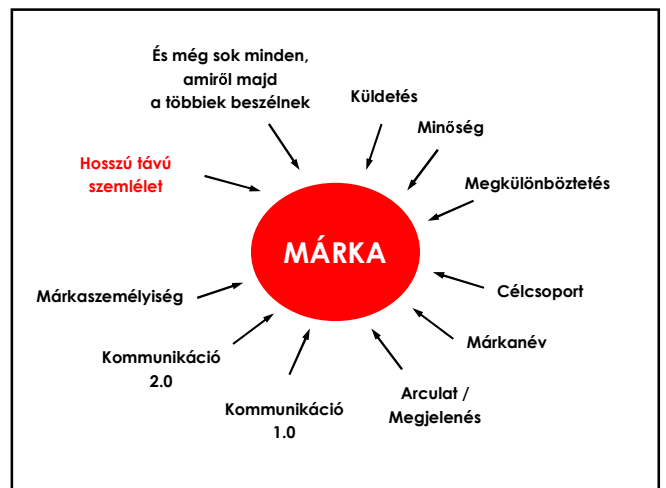 És még sok minden,
amiről majd
a többiek beszélnek
Küldetés
Minőség
Hosszú távú
szemlélet
Megkülönböztetés
MÁRKA
Célcsoport
Márkaszemélyiség
Márkanév
Kommunikáció
2.0
Arculat /
Megjelenés
Kommunikáció
1.0